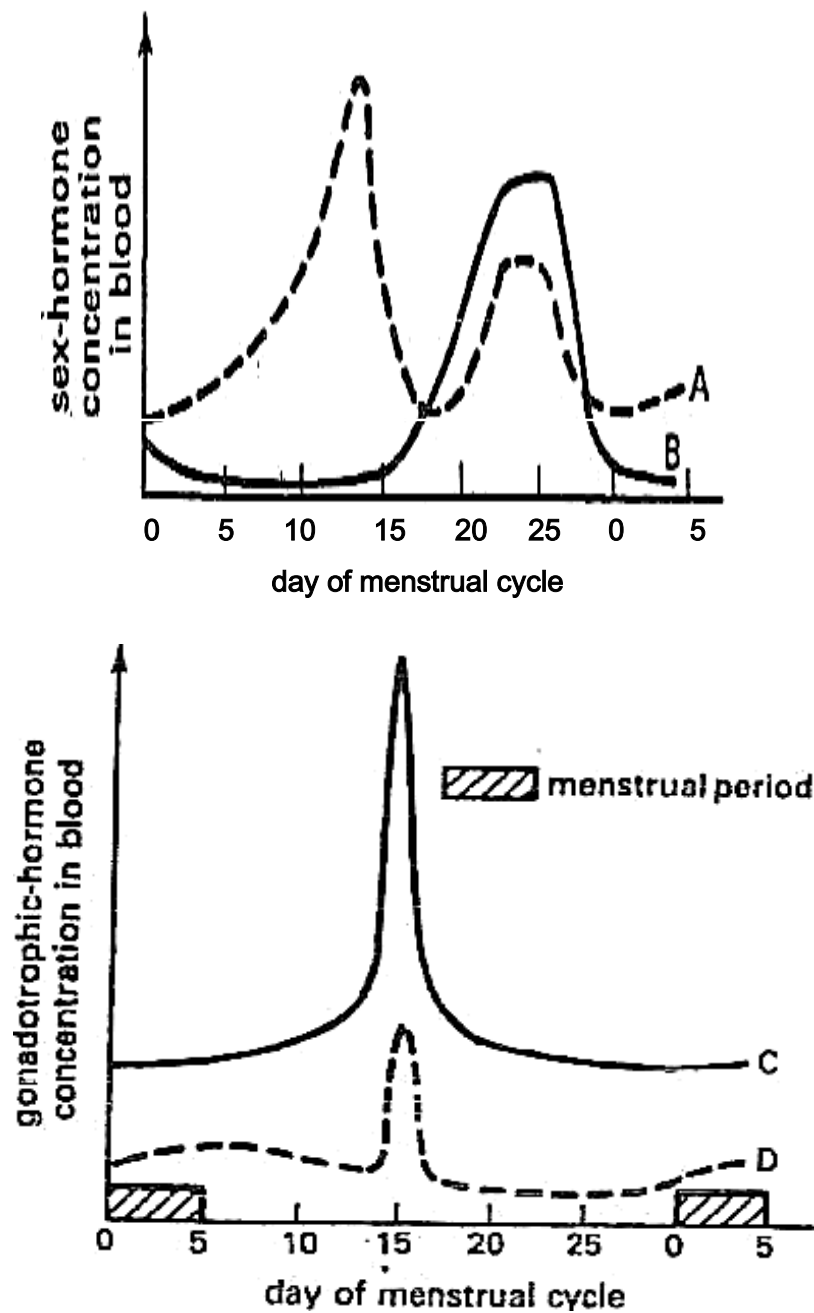 sex-hormone
concentration
in blood
A
B
0 5 10 15 20 25 0 5
day of menstrual cycle
gonadotrophic-hormone
concentration in blood
menstrual period
C
D
0 5 10 15 20 25 0 5
day of menstrual cycle